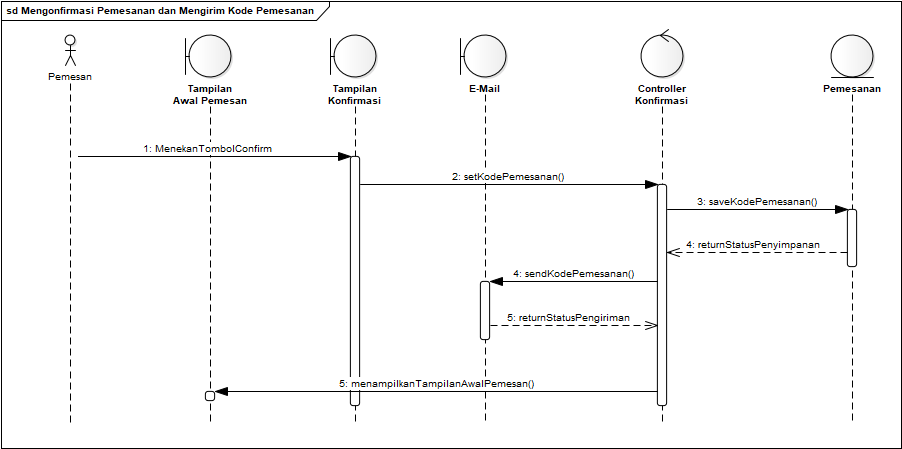 sd Mengonfirmasi Pemesanan dan Mengirim Kode Pemesanan
Pemesan
Tampilan
Awal Pemesan
Tampilan
Konfirmasi
E-Mail
Controller
Konfirmasi
Pemesanan
1: MenekanTombolConfirm
2: setKodePemesanan()
3: saveKodePemesanan()
4: returnStatusPenyimpanan
4: sendKodePemesanan()
5: returnStatusPengiriman
5: menampilkanTampilanAwalPemesan()